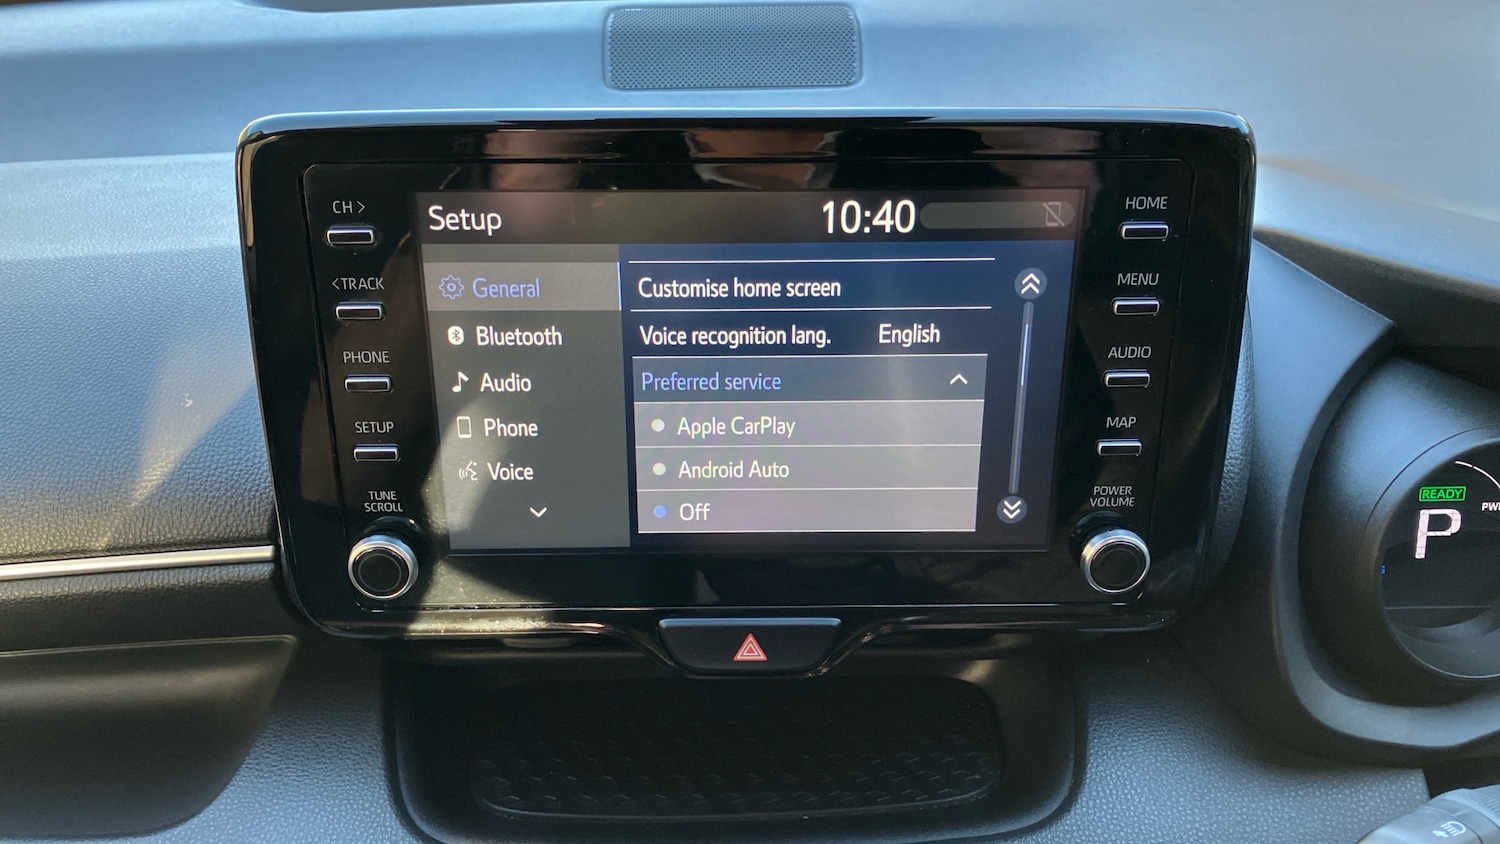 CH >
<TRACK
PHONE
SETUP
TUNE
SCROLL
Setup
10:40
General
Bluetooth
Audio
Phone
Voice
Customise home screen
Voice recognition lang. English
Preferred service
Apple CarPlay
Android Auto
Off
HOME
MENU
AUDIO
MAP
POWER
VOLUME
READY
P